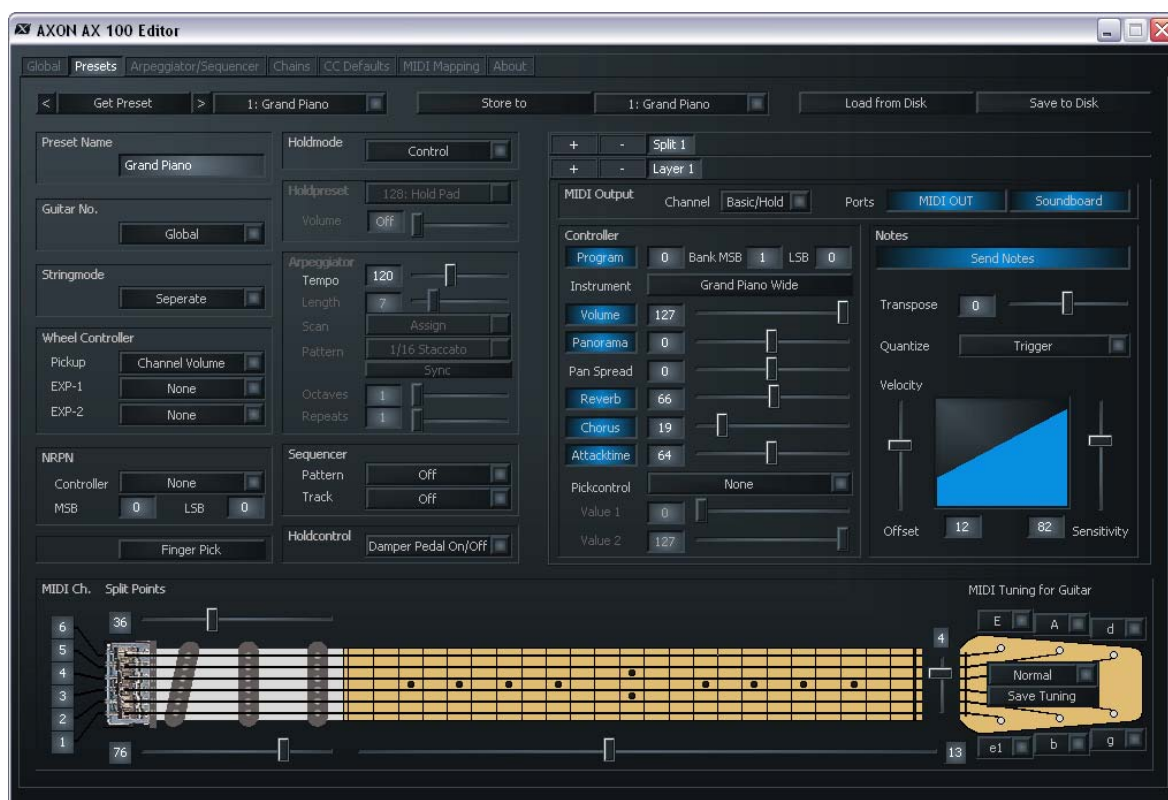 AXON AX 100 Editor
Global Presets Arpeggiator/Sequencer Chains CC Defaults MIDI Mapping About
< Get Preset > 1: Grand Piano Store to 1: Grand Piano Load from Disk Save to Disk
Preset Name
Grand Piano
Guitar No.
Global
Stringmode
Seperate
Wheel Controller
Pickup Channel Volume
EXP-1 None
EXP-2 None
NRPN
Controller None
MSB 0 LSB 0
Finger Pick
Holdmode Control
Holdpreset 128: Hold Pad
Volume Off
Arpeggiator
Tempo 120
Length 7
Scan Assign
Pattern 1/16 Staccato
Sync
Octaves 1
Repeats 1
Sequencer
Pattern Off
Track Off
Holdcontrol Damper Pedal On/Off
+ - Split 1
+ - Layer 1
MIDI Output Channel Basic/Hold Ports MIDI OUT Soundboard
Controller
Program 0 Bank MSB 1 LSB 0
Instrument Grand Piano Wide
Volume 127
Panorama 0
Pan Spread 0
Reverb 66
Chorus 19
Attacktime 64
Pickcontrol None
Value 1 0
Value 2 127
Notes
Send Notes
Transpose 0
Quantize Trigger
Velocity
Offset 12 82 Sensitivity
MIDI Ch. Split Points MIDI Tuning for Guitar
36
6
5
4
3
2
1
76
4
13
E A d
Normal
Save Tuning
e1 b g